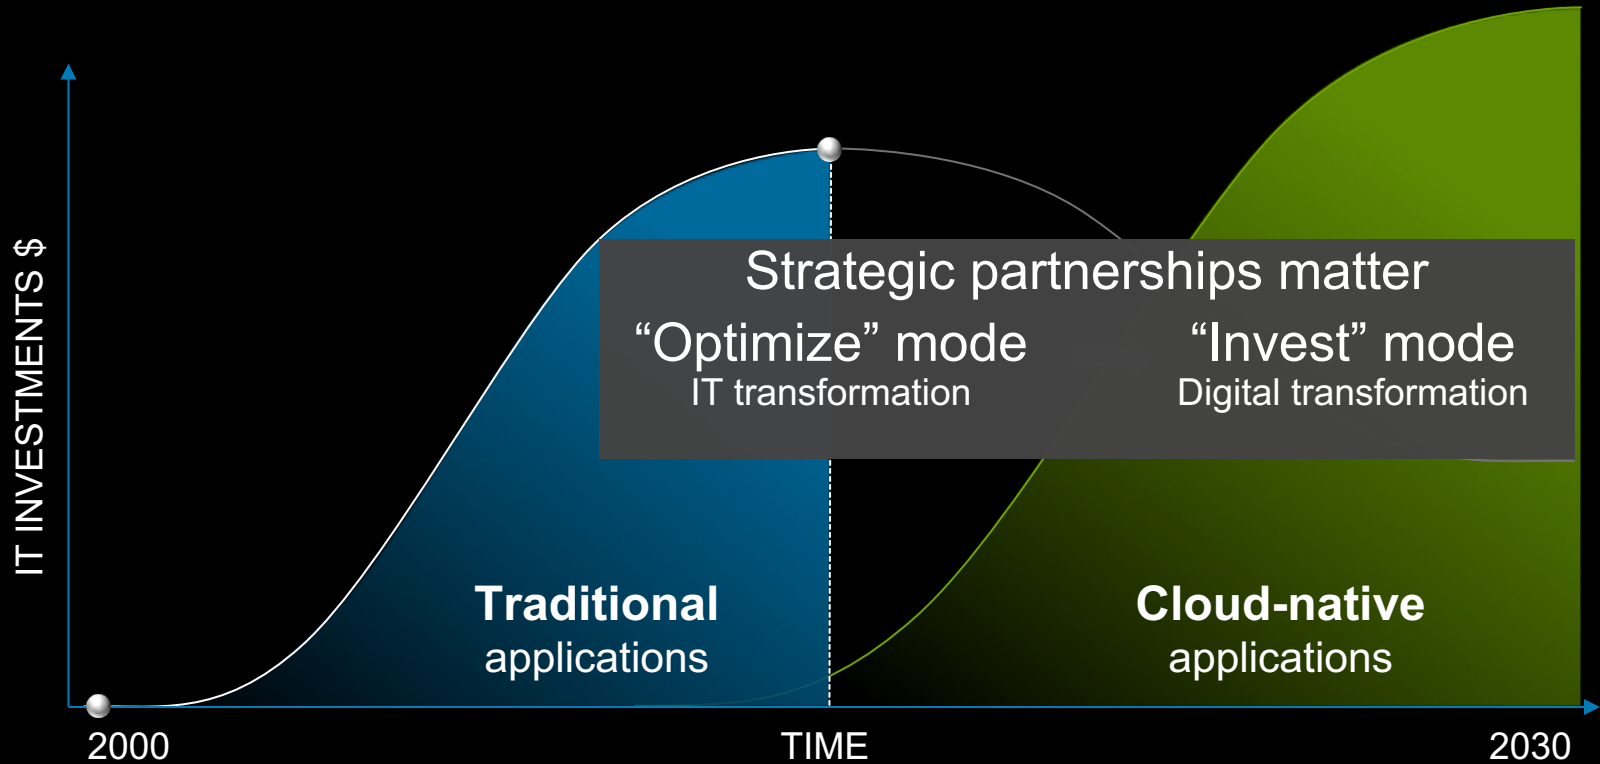 IT INVESTMENTS $
Strategic partnerships matter
“Optimize” mode
IT transformation
“Invest” mode
Digital transformation
Traditional
applications
Cloud-native
applications
2000
TIME
2030